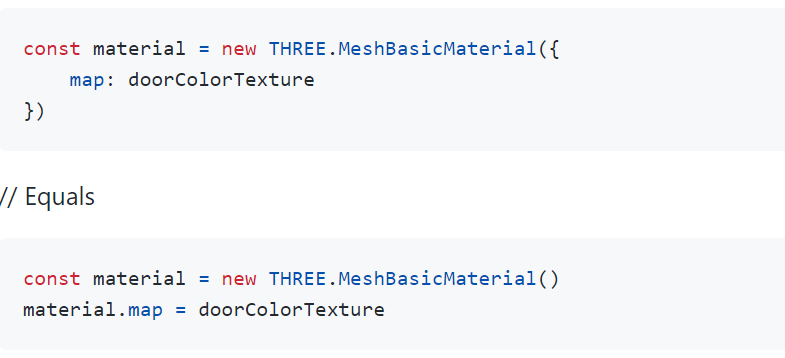 const material = new THREE.MeshBasicMaterial({
    map: doorColorTexture
})
// Equals
const material = new THREE.MeshBasicMaterial()
material.map = doorColorTexture